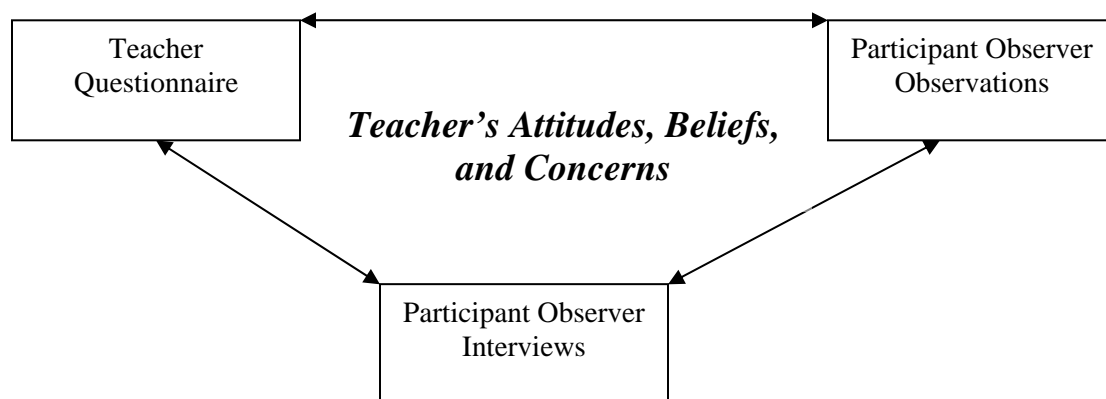 Teacher
Questionnaire
Participant Observer
Observations
Teacher’s Attitudes, Beliefs,
and Concerns
Participant Observer
Interviews